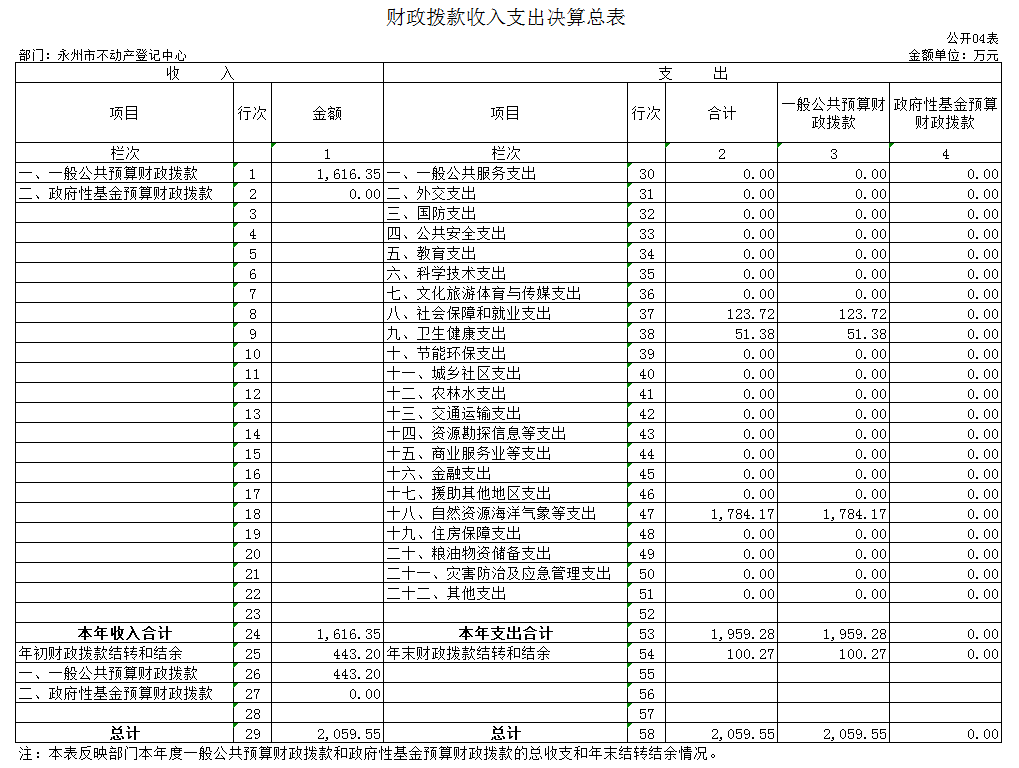 财政拨款收入支出决算总表
公开04表
部门：永州市不动产登记中心 金额单位：万元
收 入 支 出
项目 行次 金额 项目 行次 合计 一般公共预算财政拨款 政府性基金预算财政拨款
栏次 1 栏次 2 3 4
一、一般公共预算财政拨款 1 1,616.35 一、一般公共服务支出 30 0.00 0.00 0.00
二、政府性基金预算财政拨款 2 0.00 二、外交支出 31 0.00 0.00 0.00
3 三、国防支出 32 0.00 0.00 0.00
4 四、公共安全支出 33 0.00 0.00 0.00
5 五、教育支出 34 0.00 0.00 0.00
6 六、科学技术支出 35 0.00 0.00 0.00
7 七、文化旅游体育与传媒支出 36 0.00 0.00 0.00
8 八、社会保障和就业支出 37 123.72 123.72 0.00
9 九、卫生健康支出 38 51.38 51.38 0.00
10 十、节能环保支出 39 0.00 0.00 0.00
11 十一、城乡社区支出 40 0.00 0.00 0.00
12 十二、农林水支出 41 0.00 0.00 0.00
13 十三、交通运输支出 42 0.00 0.00 0.00
14 十四、资源勘探信息等支出 43 0.00 0.00 0.00
15 十五、商业服务业等支出 44 0.00 0.00 0.00
16 十六、金融支出 45 0.00 0.00 0.00
17 十七、援助其他地区支出 46 0.00 0.00 0.00
18 十八、自然资源海洋气象等支出 47 1,784.17 1,784.17 0.00
19 十九、住房保障支出 48 0.00 0.00 0.00
20 二十、粮油物资储备支出 49 0.00 0.00 0.00
21 二十一、灾害防治及应急管理支出 50 0.00 0.00 0.00
22 二十二、其他支出 51 0.00 0.00 0.00
23 52
本年收入合计 24 1,616.35 本年支出合计 53 1,959.28 1,959.28 0.00
年初财政拨款结转和结余 25 443.20 年末财政拨款结转和结余 54 100.27 100.27 0.00
一、一般公共预算财政拨款 26 443.20 55
二、政府性基金预算财政拨款 27 0.00 56
28 57
总计 29 2,059.55 总计 58 2,059.55 2,059.55 0.00
注：本表反映部门本年度一般公共预算财政拨款和政府性基金预算财政拨款的总收支和年末结转结余情况。